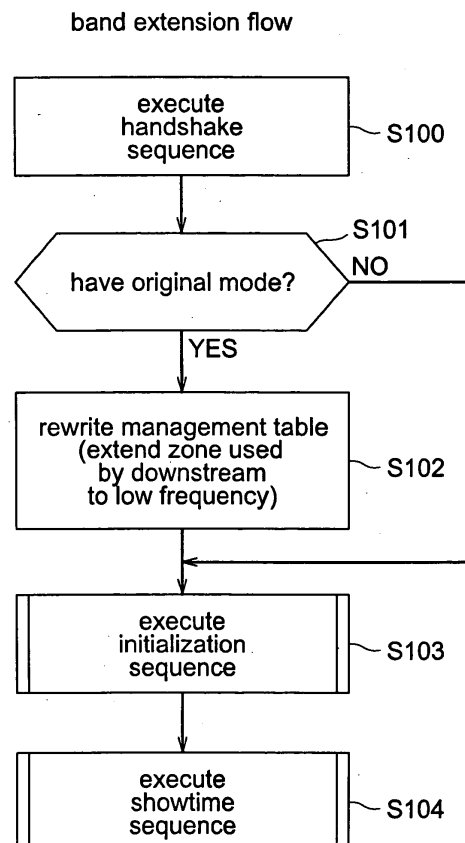 band extension flow
execute
handshake
sequence
S100
S101
have original mode?
NO
YES
rewrite management table
(extend zone used
by downstream
to low frequency)
S102
execute
initialization
sequence
S103
execute
showtime
sequence
S104